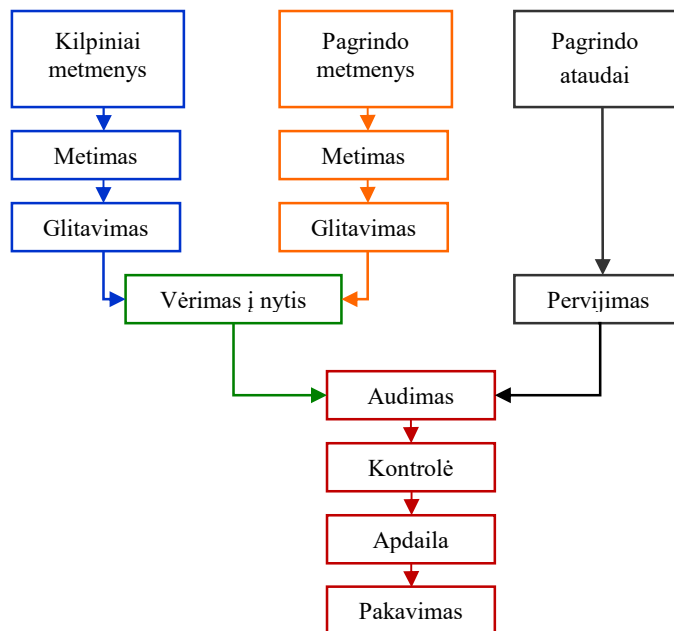 Kilpiniai
metmenys
Pagrindo
metmenys
Pagrindo
ataudai
Metimas
Metimas
Glitavimas
Glitavimas
Vėrimas į nytis
Pervijimas
Audimas
Kontrolė
Apdaila
Pakavimas